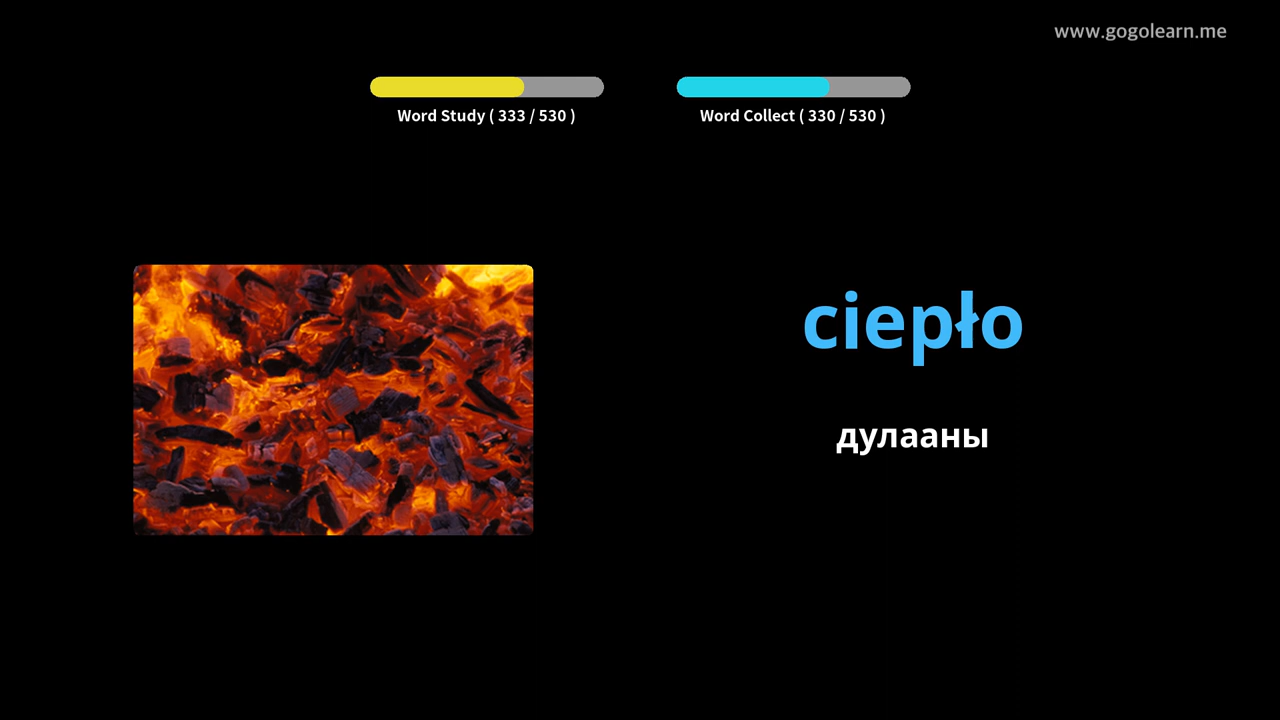 www.gogolearn.me
Word Study ( 333 / 530 )
Word Collect ( 330 / 530 )
ciepło
дулааны